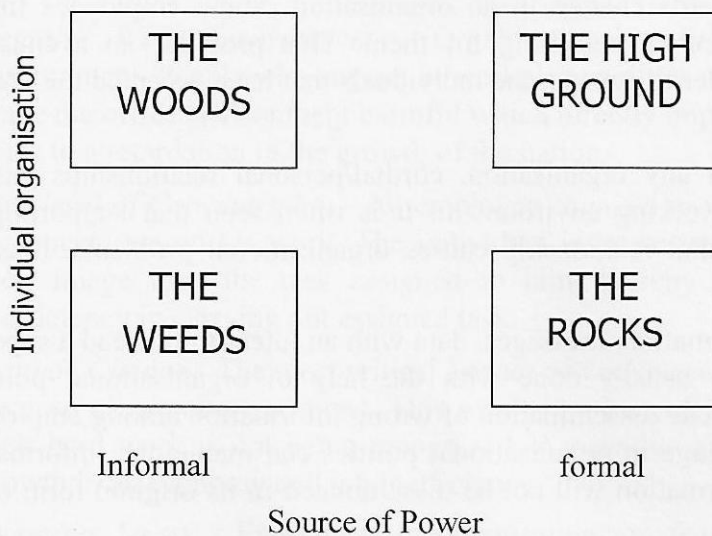 THE
WOODS
THE HIGH
GROUND
Individual organisation
THE
WEEDS
THE
ROCKS
Informal
formal
Source of Power